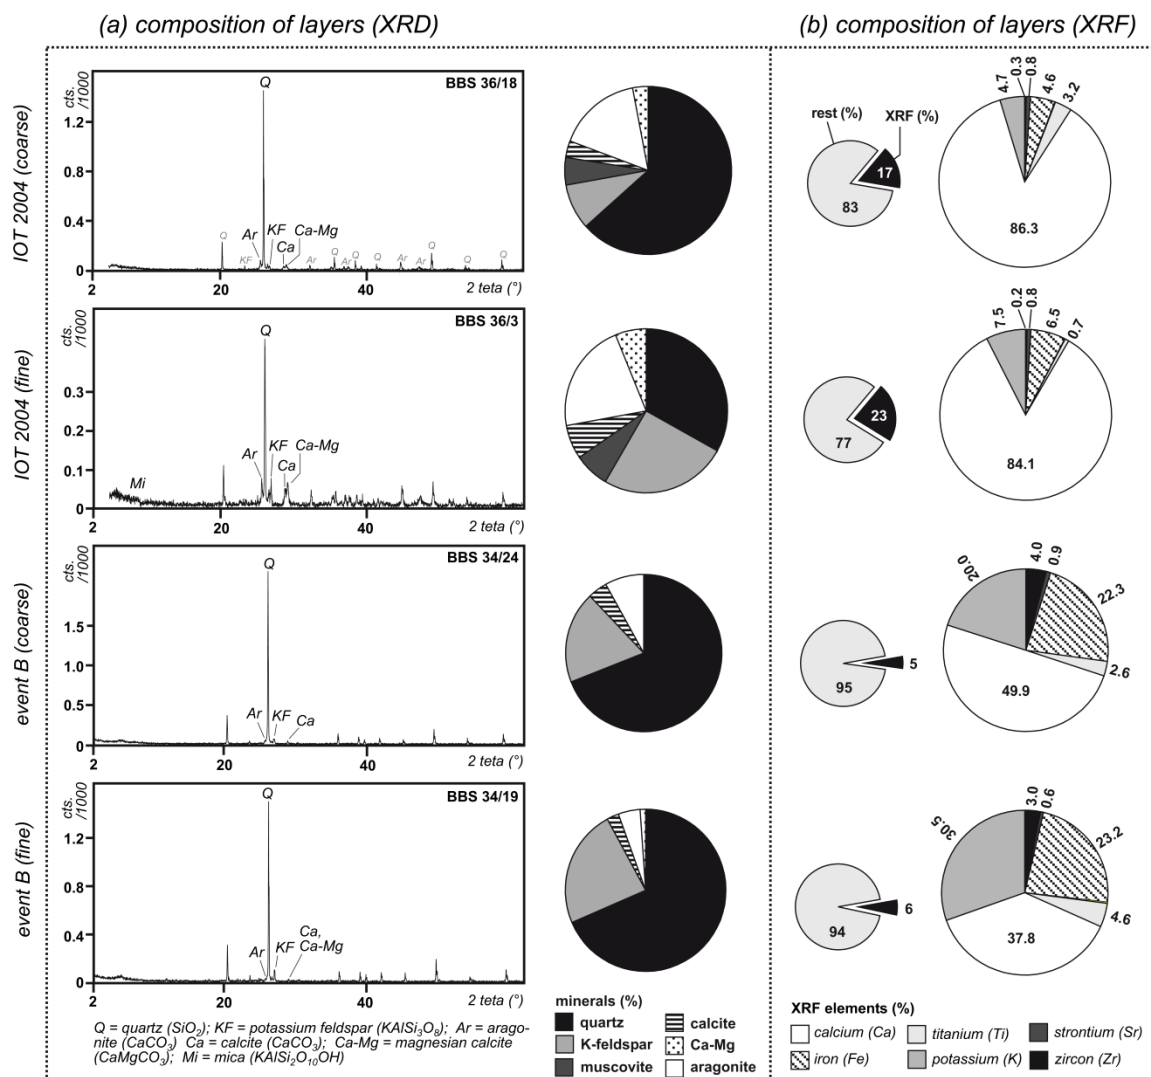 (a) composition of layers (XRD)
(b) composition of layers (XRF)
IOT 2004 (coarse)
cts.
/1000
BBS 36/18
Q
1.2
0.8
0.4
0
Q
KF
Ar
KF
Ca
Ca-Mg
Ar
Q
Ar
Q
Q
Ar
Ar
Q
Q
Q
2
20
40
2 teta (°)
rest (%)
XRF (%)
17
83
4.7
0.3
0.8
4.6
3.2
86.3
IOT 2004 (fine)
cts.
/1000
BBS 36/3
Q
0.3
0.2
0.1
0
Mi
Ar
KF
Ca
Ca-Mg
2
20
40
2 teta (°)
23
77
7.5
0.2
0.8
6.5
0.7
84.1
event B (coarse)
cts.
/1000
BBS 34/24
Q
1.5
1.0
0.5
0
Ar
KF
Ca
2
20
40
2 teta (°)
5
95
20.0
4.0
0.9
22.3
2.6
49.9
event B (fine)
cts.
/1000
BBS 34/19
Q
1.2
0.8
0.4
0
Ar
KF
Ca,
Ca-Mg
2
20
40
2 teta (°)
6
94
30.5
3.0
0.6
23.2
4.6
37.8
Q = quartz (SiO2); KF = potassium feldspar (KAlSi3O8); Ar = arago-
nite (CaCO3) Ca = calcite (CaCO3); Ca-Mg = magnesian calcite
(CaMgCO3); Mi = mica (KAlSi2O10OH)
minerals (%)
quartz
calcite
K-feldspar
Ca-Mg
muscovite
aragonite
XRF elements (%)
calcium (Ca)
titanium (Ti)
strontium (Sr)
iron (Fe)
potassium (K)
zircon (Zr)